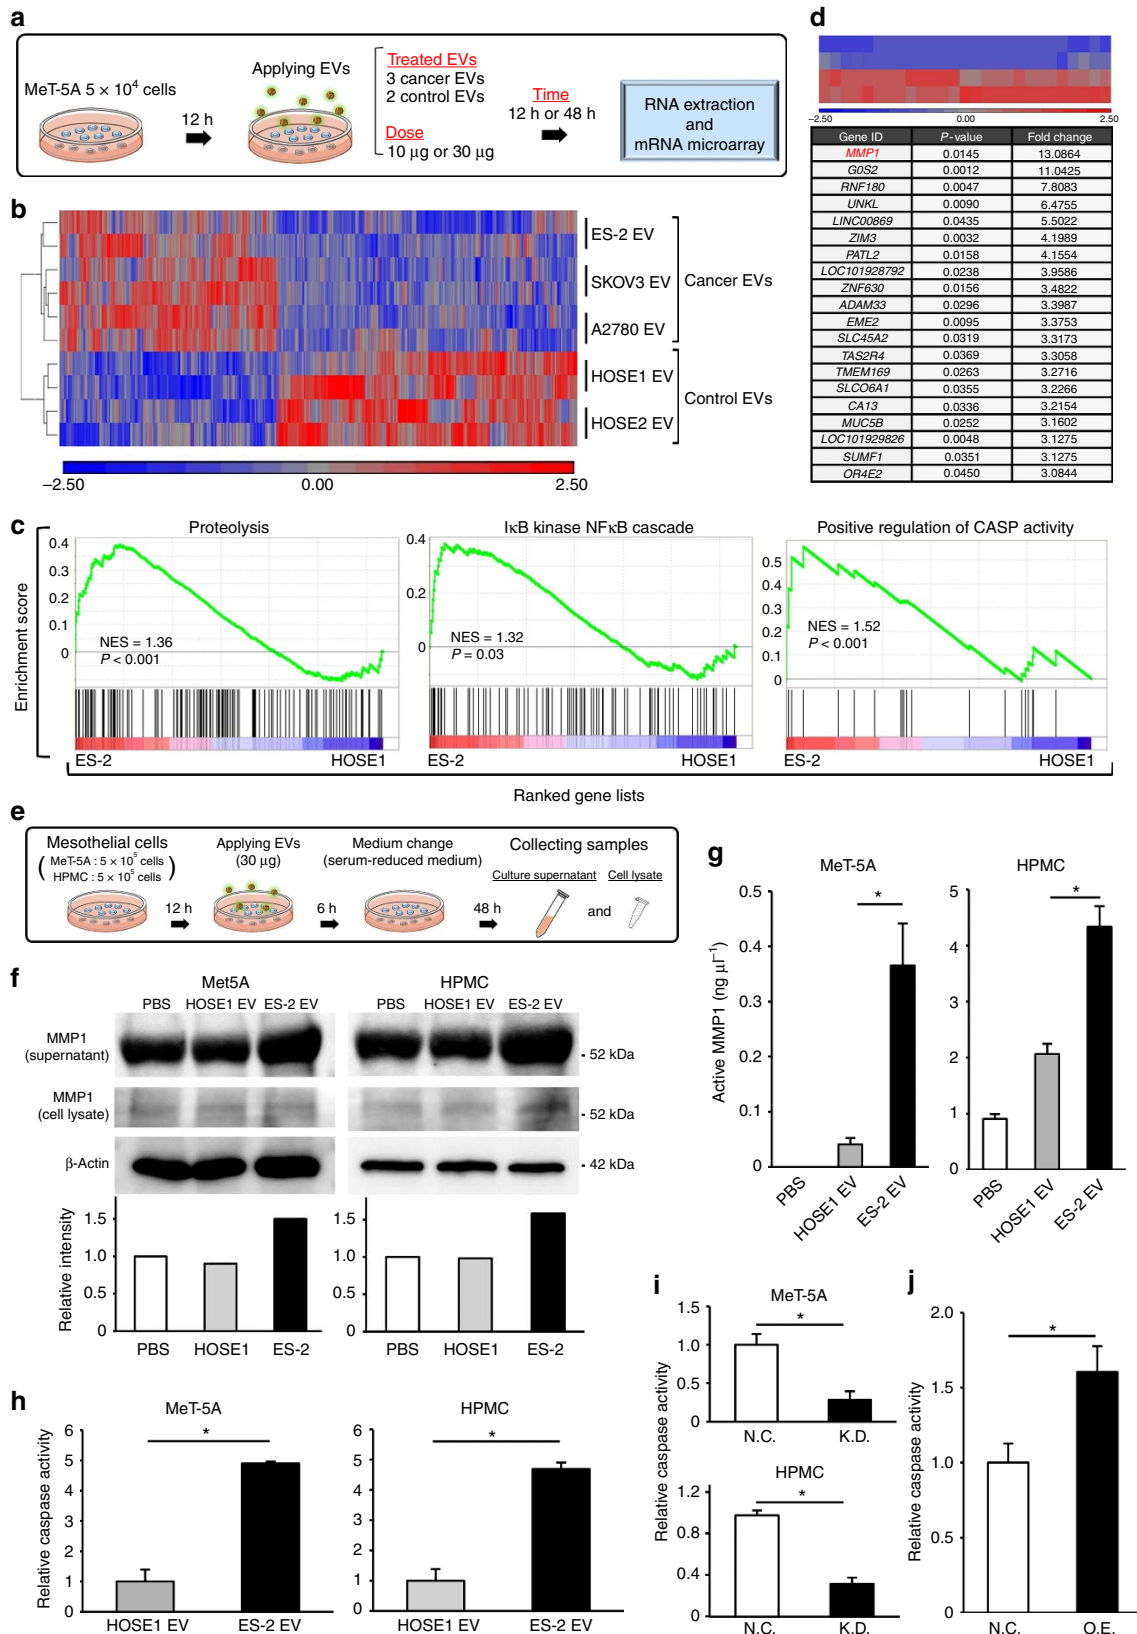 a
MeT-5A 5 × 10⁴ cells
12 h
Applying EVs
Treated EVs
3 cancer EVs
2 control EVs
Dose
10 μg or 30 μg
Time
12 h or 48 h
RNA extraction
and
mRNA microarray
b
ES-2 EV
SKOV3 EV
A2780 EV
HOSE1 EV
HOSE2 EV
Cancer EVs
Control EVs
−2.50 0.00 2.50
d
−2.50 0.00 2.50
Gene ID P-value Fold change
MMP1 0.0145 13.0864
G0S2 0.0012 11.0425
RNF180 0.0047 7.8083
UNKL 0.0090 6.4755
LINC00869 0.0435 5.5022
ZIM3 0.0032 4.1989
PATL2 0.0158 4.1554
LOC101928792 0.0238 3.9586
ZNF630 0.0156 3.4822
ADAM33 0.0296 3.3987
EME2 0.0095 3.3753
SLC45A2 0.0319 3.3173
TAS2R4 0.0369 3.3058
TMEM169 0.0263 3.2716
SLCO6A1 0.0355 3.2266
CA13 0.0336 3.2154
MUC5B 0.0252 3.1602
LOC101929826 0.0048 3.1275
SUMF1 0.0351 3.1275
OR4E2 0.0450 3.0844
c
Enrichment score
Proteolysis
0.4
0.3
0.2
0.1
0
NES = 1.36
P < 0.001
ES-2 HOSE1
IκB kinase NFκB cascade
0.4
0.2
0
NES = 1.32
P = 0.03
ES-2 HOSE1
Positive regulation of CASP activity
0.5
0.4
0.3
0.2
0.1
0
NES = 1.52
P < 0.001
ES-2 HOSE1
Ranked gene lists
e
Mesothelial cells
( MeT-5A : 5 × 10⁵ cells
HPMC : 5 × 10⁵ cells )
12 h
Applying EVs
(30 μg)
6 h
Medium change
(serum-reduced medium)
48 h
Collecting samples
Culture supernatant Cell lysate
and
f
Met5A
PBS HOSE1 EV ES-2 EV
HPMC
PBS HOSE1 EV ES-2 EV
MMP1
(supernatant)
- 52 kDa
MMP1
(cell lysate)
- 52 kDa
β-Actin
- 42 kDa
Relative intensity
1.5
1.0
0.5
0
PBS HOSE1 ES-2
1.5
1.0
0.5
0
PBS HOSE1 ES-2
g
Active MMP1 (ng μl⁻¹)
MeT-5A
0.5
0.4
0.3
0.2
0.1
0
*
PBS HOSE1 EV ES-2 EV
HPMC
5
4
3
2
1
0
*
PBS HOSE1 EV ES-2 EV
h
Relative caspase activity
MeT-5A
6
5
4
3
2
1
0
*
HOSE1 EV ES-2 EV
HPMC
6
5
4
3
2
1
0
*
HOSE1 EV ES-2 EV
i
Relative caspase activity
MeT-5A
1.5
1.0
0.5
0
*
N.C. K.D.
HPMC
1.2
0.8
0.4
0
*
N.C. K.D.
j
Relative caspase activity
2.0
1.5
1.0
0.5
0
*
N.C. O.E.